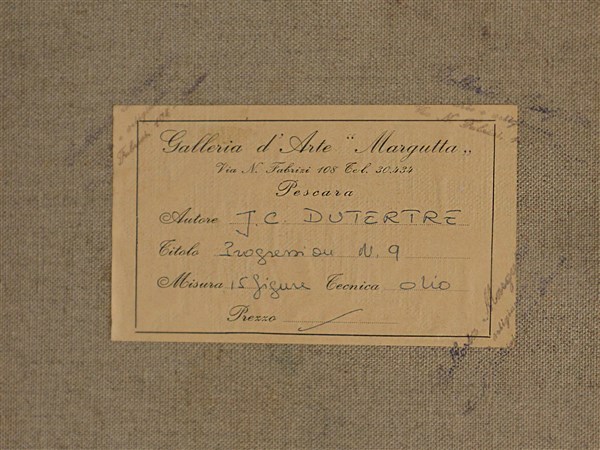 Galleria d'Arte "Margutta"
Via N. Fabrizi 108 Tel. 30.434
Pescara
Autore J.C. DUTERTRE
Titolo Progression N. 9
Misura 15 figure Tecnica olio
Prezzo